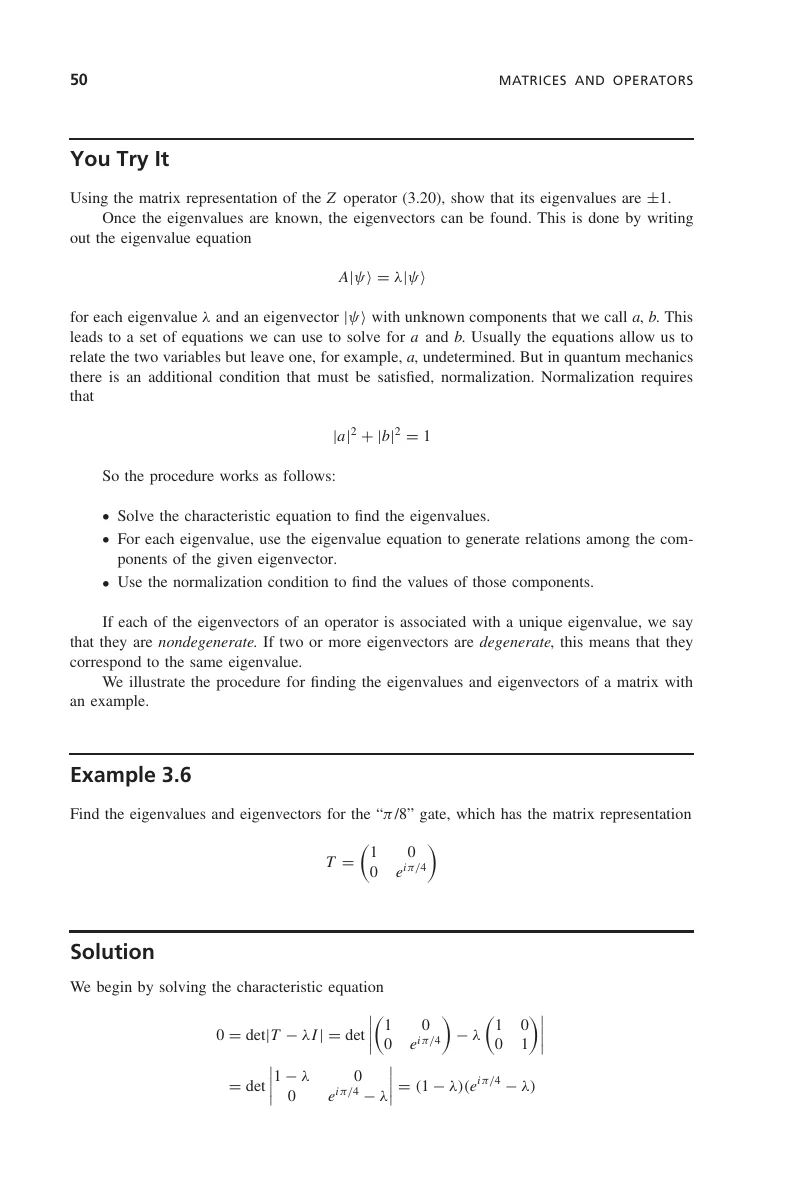 50 MATRICES AND OPERATORS
You Try It
Using the matrix representation of the Z operator (3.20), show that its eigenvalues are ±1.
Once the eigenvalues are known, the eigenvectors can be found. This is done by writing
out the eigenvalue equation
A|ψ⟩ = λ|ψ⟩
for each eigenvalue λ and an eigenvector |ψ⟩ with unknown components that we call a, b. This
leads to a set of equations we can use to solve for a and b. Usually the equations allow us to
relate the two variables but leave one, for example, a, undetermined. But in quantum mechanics
there is an additional condition that must be satisfied, normalization. Normalization requires
that
|a|² + |b|² = 1
So the procedure works as follows:
• Solve the characteristic equation to find the eigenvalues.
• For each eigenvalue, use the eigenvalue equation to generate relations among the com-
ponents of the given eigenvector.
• Use the normalization condition to find the values of those components.
If each of the eigenvectors of an operator is associated with a unique eigenvalue, we say
that they are nondegenerate. If two or more eigenvectors are degenerate, this means that they
correspond to the same eigenvalue.
We illustrate the procedure for finding the eigenvalues and eigenvectors of a matrix with
an example.
Example 3.6
Find the eigenvalues and eigenvectors for the “π/8” gate, which has the matrix representation
T = (1 0
0 e^{iπ/4})
Solution
We begin by solving the characteristic equation
0 = det|T − λI| = det |(1 0
0 e^{iπ/4}) − λ (1 0
0 1)|
= det |1 − λ 0
0 e^{iπ/4} − λ| = (1 − λ)(e^{iπ/4} − λ)